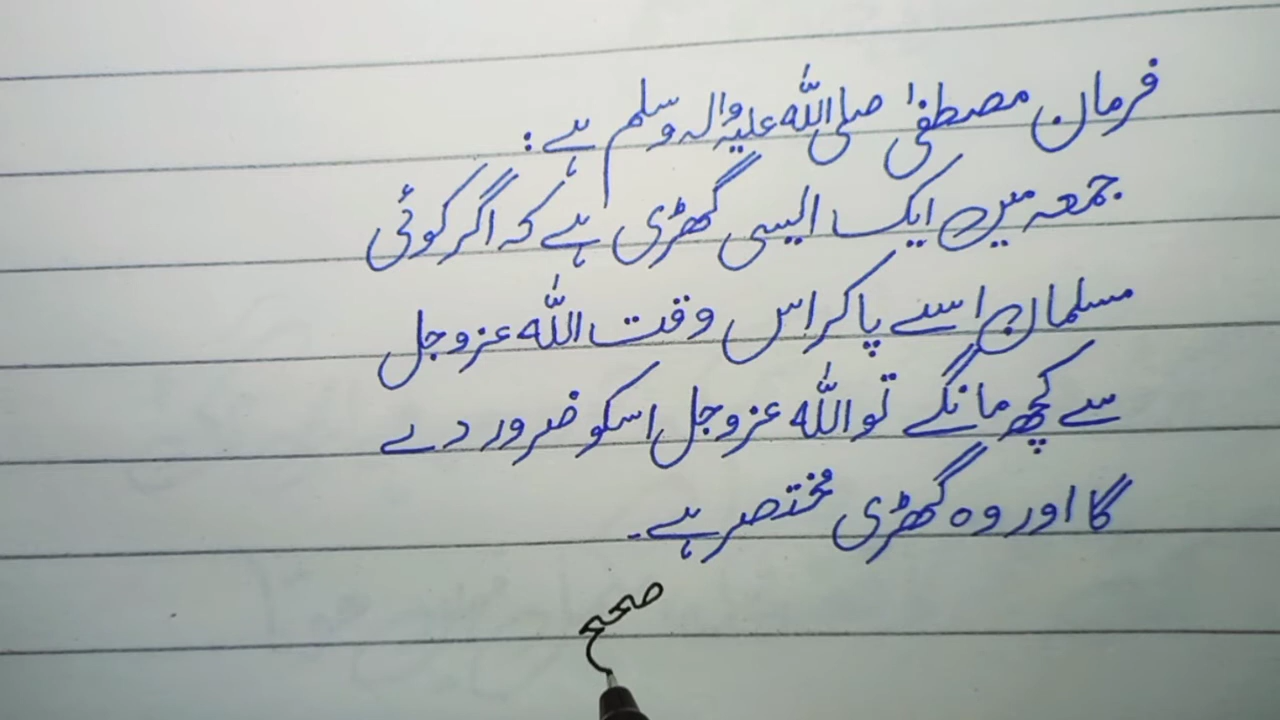 فرمان مصطفیٰ صلی اللہ علیہ والہ وسلم ہے:
جمعہ میں ایک ایسی گھڑی ہے کہ اگر کوئی
مسلمان اسے پا کر اس وقت اللہ عزوجل
سے کچھ مانگے تو اللہ عزوجل اسکو ضرور دے
گا اور وہ گھڑی مختصر ہے۔
صحیح